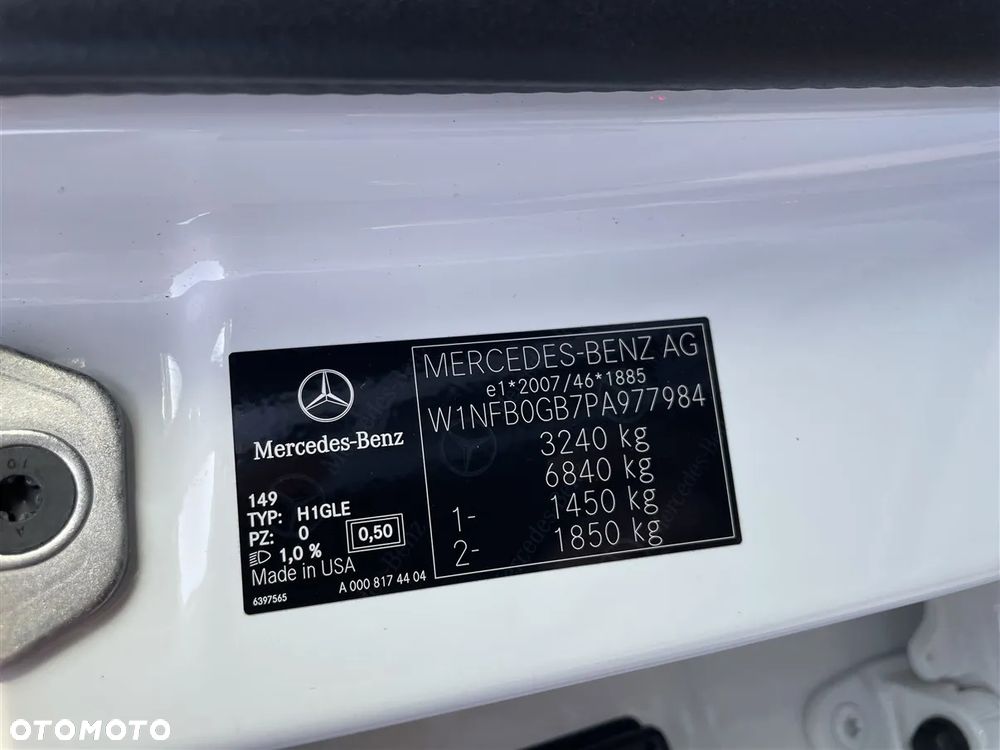 MERCEDES-BENZ AG
e1*2007/46*1885
W1NFB0GB7PA977984
3240 kg
6840 kg
1- 1450 kg
2- 1850 kg
Mercedes-Benz
149
TYP: H1GLE
PZ: 0
0,50
1,0 %
Made in USA
A 000 817 44 04
6397565
OTOMOTO